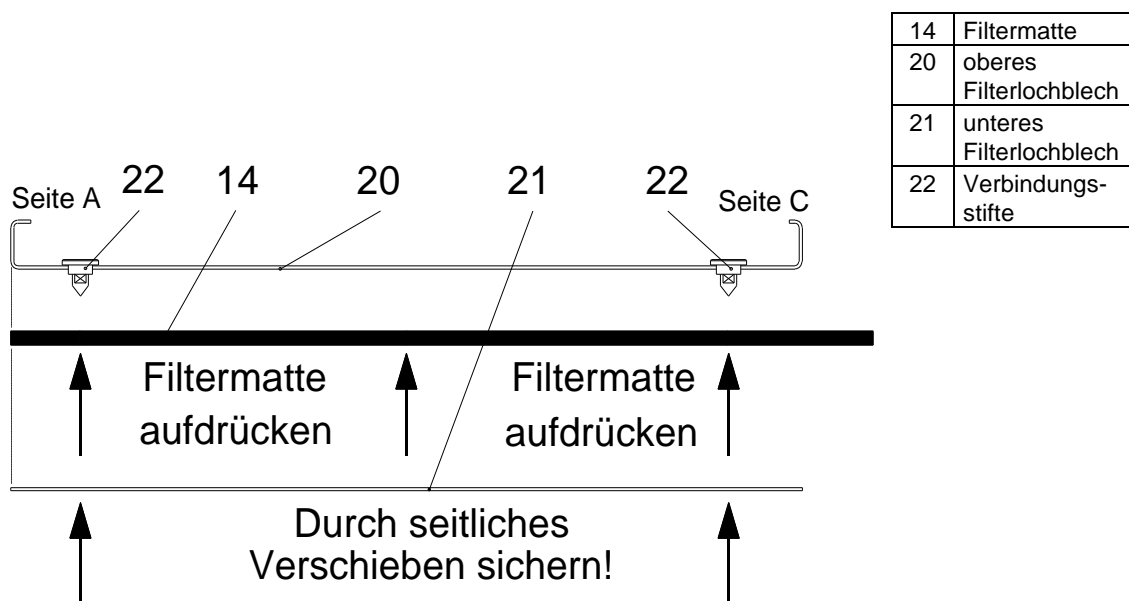 14 Filtermatte
20 oberes
Filterlochblech
21 unteres
Filterlochblech
22 Verbindungs-
stifte
22 14 20 21 22
Seite A Seite C
Filtermatte Filtermatte
aufdrücken aufdrücken
Durch seitliches
Verschieben sichern!